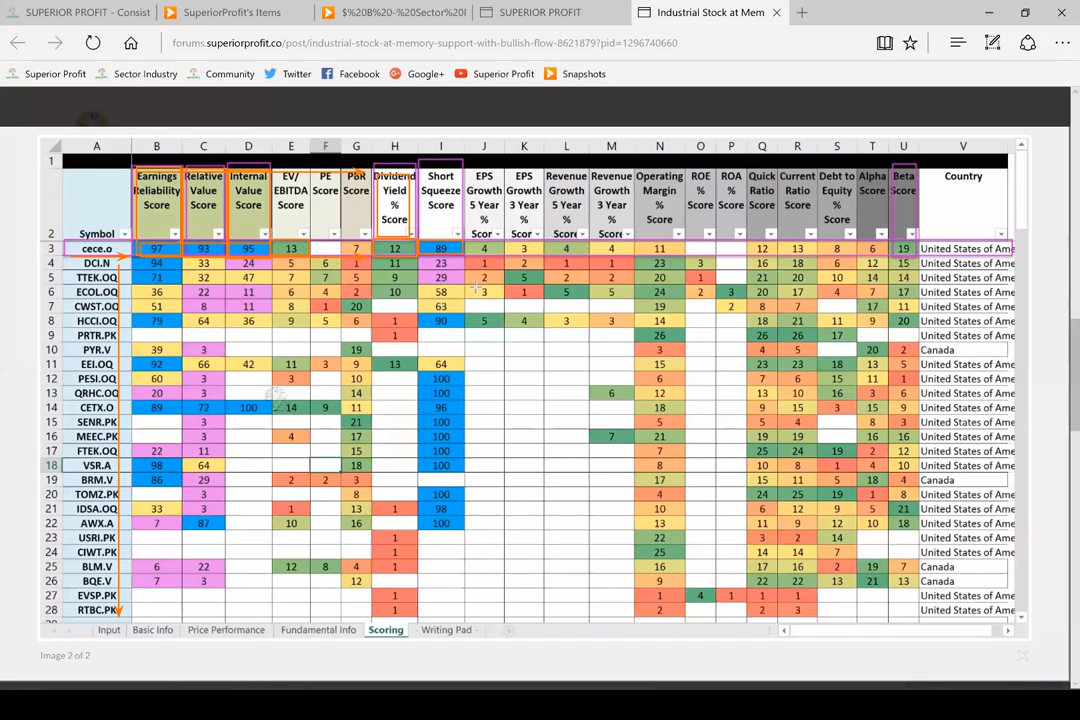 SUPERIOR PROFIT - Consist
SuperiorProfit's Items
$%20B%20-%20Sector%20I
SUPERIOR PROFIT
Industrial Stock at Mem
forums.superiorprofit.co/post/industrial-stock-at-memory-support-with-bullish-flow-8621879?pid=1296740660
Superior Profit Sector Industry Community Twitter Facebook Google+ Superior Profit Snapshots
A B C D E F G H I J K L M N O P Q R S T U V
1
2 Symbol Earnings Reliability Score Relative Value Score Internal Value Score EV/ EBITDA Score PE Score PBR Score Dividend Yield % Score Short Squeeze Score EPS Growth 5 Year % Scor EPS Growth 3 Year % Score Revenue Growth 5 Year % Score Revenue Growth 3 Year % Score Operating Margin % Score ROE % Score ROA % Score Quick Ratio Score Current Ratio Score Debt to Equity Score Alpha Score Beta Score Country
3 cece.o 97 93 95 13 7 12 89 4 3 4 4 11 12 13 8 6 19 United States of Ame
4 DCI.N 94 33 24 5 6 1 11 23 1 2 1 1 23 3 19 18 6 12 15 United States of Ame
5 TTEK.OQ 71 32 47 7 7 5 9 29 2 5 2 2 20 1 21 20 10 14 14 United States of Ame
6 ECOL.OQ 36 22 11 6 4 2 10 58 3 1 5 5 24 2 3 20 17 4 7 17 United States of Ame
7 CWST.OQ 51 8 11 8 1 20 63 19 2 8 7 17 11 United States of Ame
8 HCCI.OQ 79 64 36 9 5 6 1 90 5 4 3 3 14 18 21 11 9 20 United States of Ame
9 PRTR.PK 1 26 26 26 17 United States of Ame
10 PYR.V 39 3 19 3 4 5 20 2 Canada
11 EEI.OQ 92 66 42 11 3 9 13 64 15 23 23 18 13 5 United States of Ame
12 PESI.OQ 60 3 3 10 100 6 7 6 15 11 1 United States of Ame
13 QRHC.OQ 20 3 14 100 6 12 13 10 16 3 6 United States of Ame
14 CETX.O 89 72 100 14 9 11 96 18 9 15 3 15 9 United States of Ame
15 SENR.PK 3 21 100 5 5 4 8 3 United States of Ame
16 MEEC.PK 3 4 17 100 7 21 19 19 16 16 United States of Ame
17 FTEK.OQ 22 11 15 100 7 25 24 19 2 12 United States of Ame
18 VSR.A 98 64 18 100 8 10 8 1 4 10 United States of Ame
19 BRM.V 86 29 2 2 3 17 15 11 5 18 4 Canada
20 TOMZ.PK 3 8 100 4 24 25 19 1 8 United States of Ame
21 IDSA.OQ 33 3 1 13 1 98 10 6 12 9 5 21 United States of Ame
22 AWX.A 7 87 10 16 100 13 11 9 12 10 18 United States of Ame
23 USRI.PK 1 22 3 2 14 United States of Ame
24 CIWT.PK 1 25 14 14 7 United States of Ame
25 BLM.V 6 22 12 8 4 1 16 17 16 2 19 7 Canada
26 BQE.V 7 3 12 9 22 22 13 21 13 Canada
27 EVSP.PK 1 1 4 1 1 1 United States of Ame
28 RTBC.PK 1 2 2 3 United States of Ame
Input Basic Info Price Performance Fundamental Info Scoring Writing Pad
Image 2 of 2